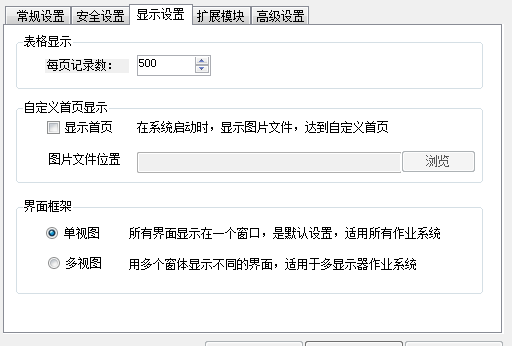 常规设置 安全设置 显示设置 扩展模块 高级设置
表格显示
每页记录数： 500
自定义首页显示
显示首页 在系统启动时，显示图片文件，达到自定义首页
图片文件位置 浏览
界面框架
单视图 所有界面显示在一个窗口，是默认设置，适用所有作业系统
多视图 用多个窗体显示不同的界面，适用于多显示器作业系统